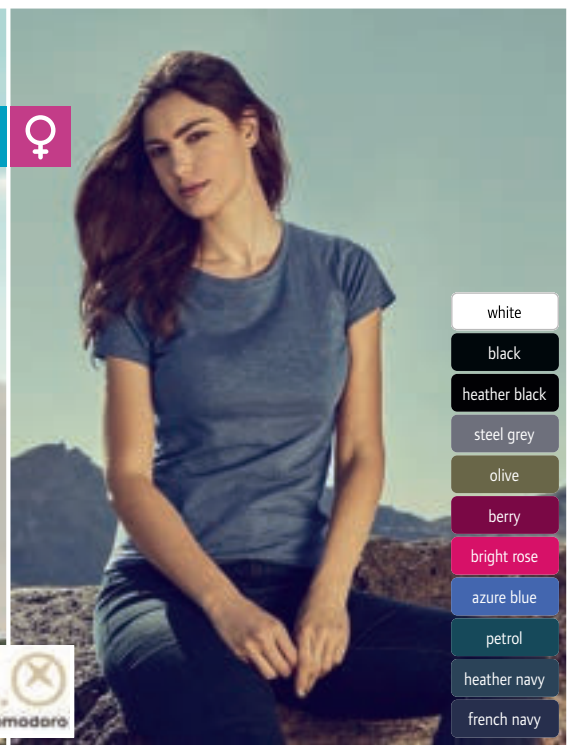 white
black
heather black
steel grey
olive
berry
bright rose
azure blue
petrol
heather navy
french navy
omodoro